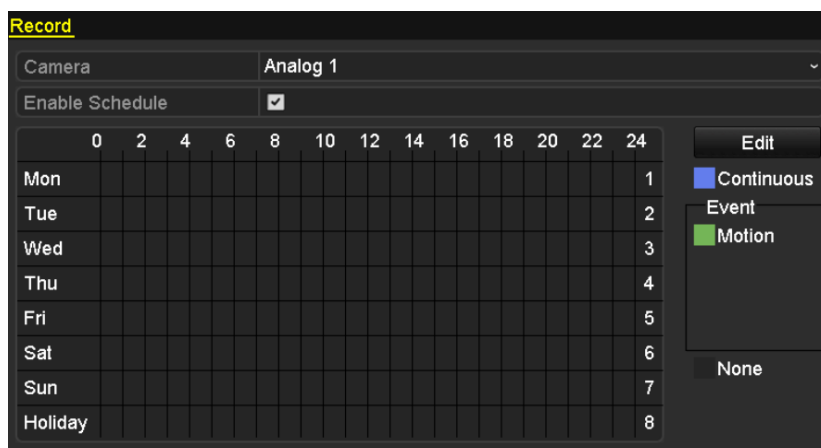 Record
Camera Analog 1
Enable Schedule
0 2 4 6 8 10 12 14 16 18 20 22 24
Edit
Mon 1
Continuous
Tue 2
Event
Wed 3
Motion
Thu 4
Fri 5
Sat 6
None
Sun 7
Holiday 8